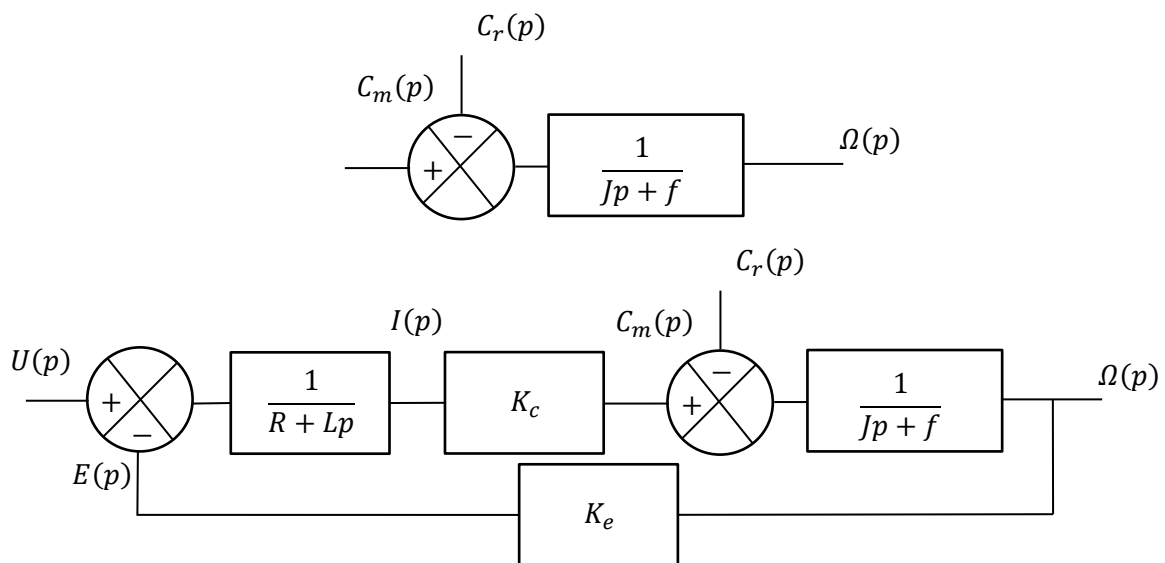 C_r(p)
C_m(p)
−
+
1
Jp + f
Ω(p)
C_r(p)
I(p)
C_m(p)
U(p)
+
−
1
R + Lp
K_c
−
+
1
Jp + f
Ω(p)
E(p)
K_e